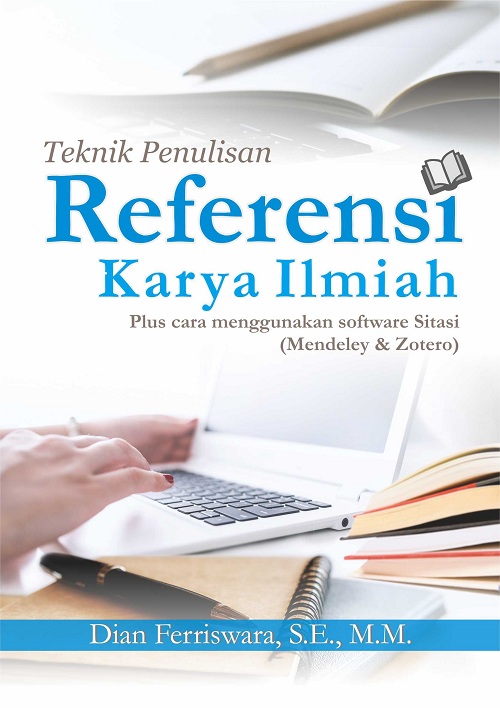 Teknik Penulisan
Referensi
Karya Ilmiah
Plus cara menggunakan software Sitasi
(Mendeley & Zotero)
Dian Ferriswara, S.E., M.M.